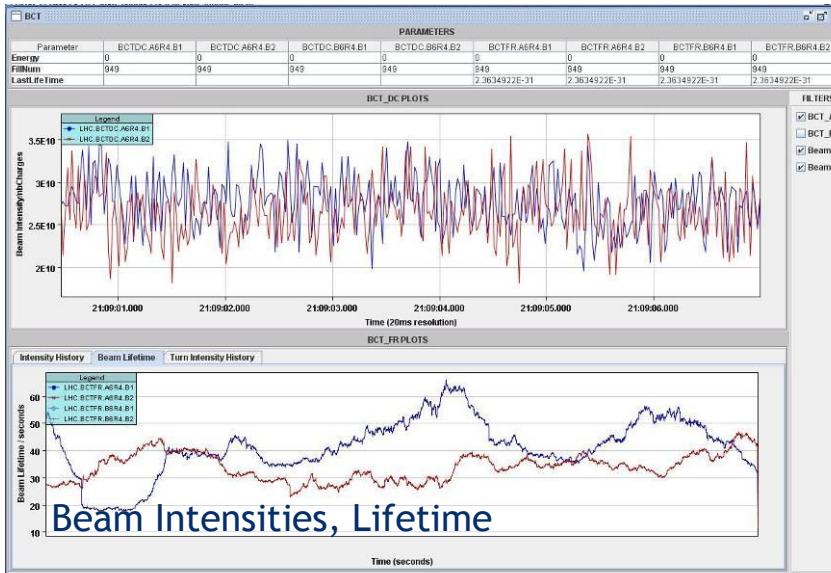 BCT
PARAMETERS
Parameter BCTDC.A6R4.B1 BCTDC.A6R4.B2 BCTDC.B6R4.B1 BCTDC.B6R4.B2 BCTFR.A6R4.B1 BCTFR.A6R4.B2 BCTFR.B6R4.B1 BCTFR.B6R4.B2
Energy 0 0 0 0 0 0 0 0
FillNum 949 949 949 949 949 949 949 949
LastLifeTime 2.3634922E-31 2.3634922E-31 2.3634922E-31 2.3634922E-31
BCT_DC PLOTS
FILTERS
Legend
LHC.BCTDC.A6R4.B1
LHC.BCTDC.A6R4.B2
BCT_
BCT_
Beam
Beam
3.5E10
3E10
2.5E10
2E10
Beam Intensity/nbCharges
21:09:01.000 21:09:02.000 21:09:03.000 21:09:04.000 21:09:05.000 21:09:06.000
Time (20ms resolution)
BCT_FR PLOTS
Intensity History Beam Lifetime Turn Intensity History
Legend
LHC.BCTFR.A6R4.B1
LHC.BCTFR.A6R4.B2
LHC.BCTFR.B6R4.B1
LHC.BCTFR.B6R4.B2
60
50
40
30
20
10
Beam Lifetime / seconds
Beam Intensities, Lifetime
Time (seconds)